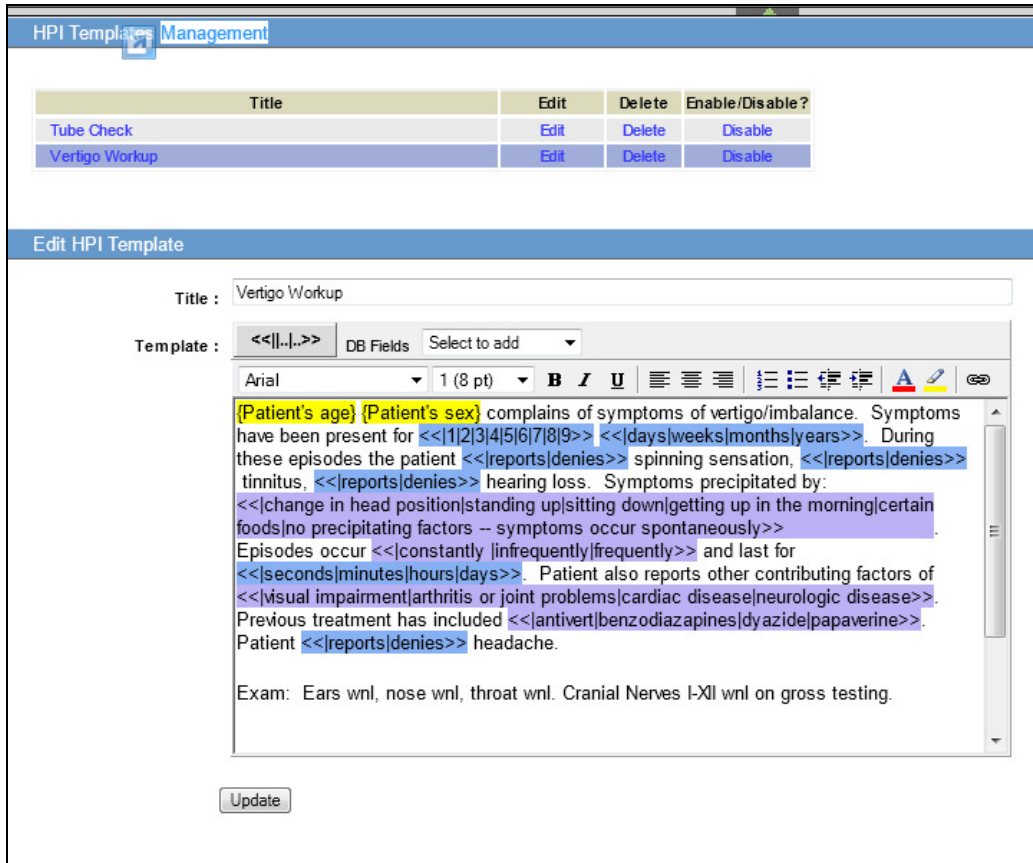 HPI Templates Management
Title Edit Delete Enable/Disable?
Tube Check Edit Delete Disable
Vertigo Workup Edit Delete Disable
Edit HPI Template
Title : Vertigo Workup
Template : <<||..|..>> DB Fields Select to add
Arial 1 (8 pt) B I U A
{Patient's age} {Patient's sex} complains of symptoms of vertigo/imbalance. Symptoms
have been present for <<|1|2|3|4|5|6|7|8|9>> <<|days|weeks|months|years>>. During
these episodes the patient <<|reports|denies>> spinning sensation, <<|reports|denies>>
tinnitus, <<|reports|denies>> hearing loss. Symptoms precipitated by:
<<|change in head position|standing up|sitting down|getting up in the morning|certain
foods|no precipitating factors -- symptoms occur spontaneously>> .
Episodes occur <<|constantly |infrequently|frequently>> and last for
<<|seconds|minutes|hours|days>>. Patient also reports other contributing factors of
<<|visual impairment|arthritis or joint problems|cardiac disease|neurologic disease>>.
Previous treatment has included <<|antivert|benzodiazapines|dyazide|papaverine>>.
Patient <<|reports|denies>> headache.
Exam: Ears wnl, nose wnl, throat wnl. Cranial Nerves I-XII wnl on gross testing.
Update